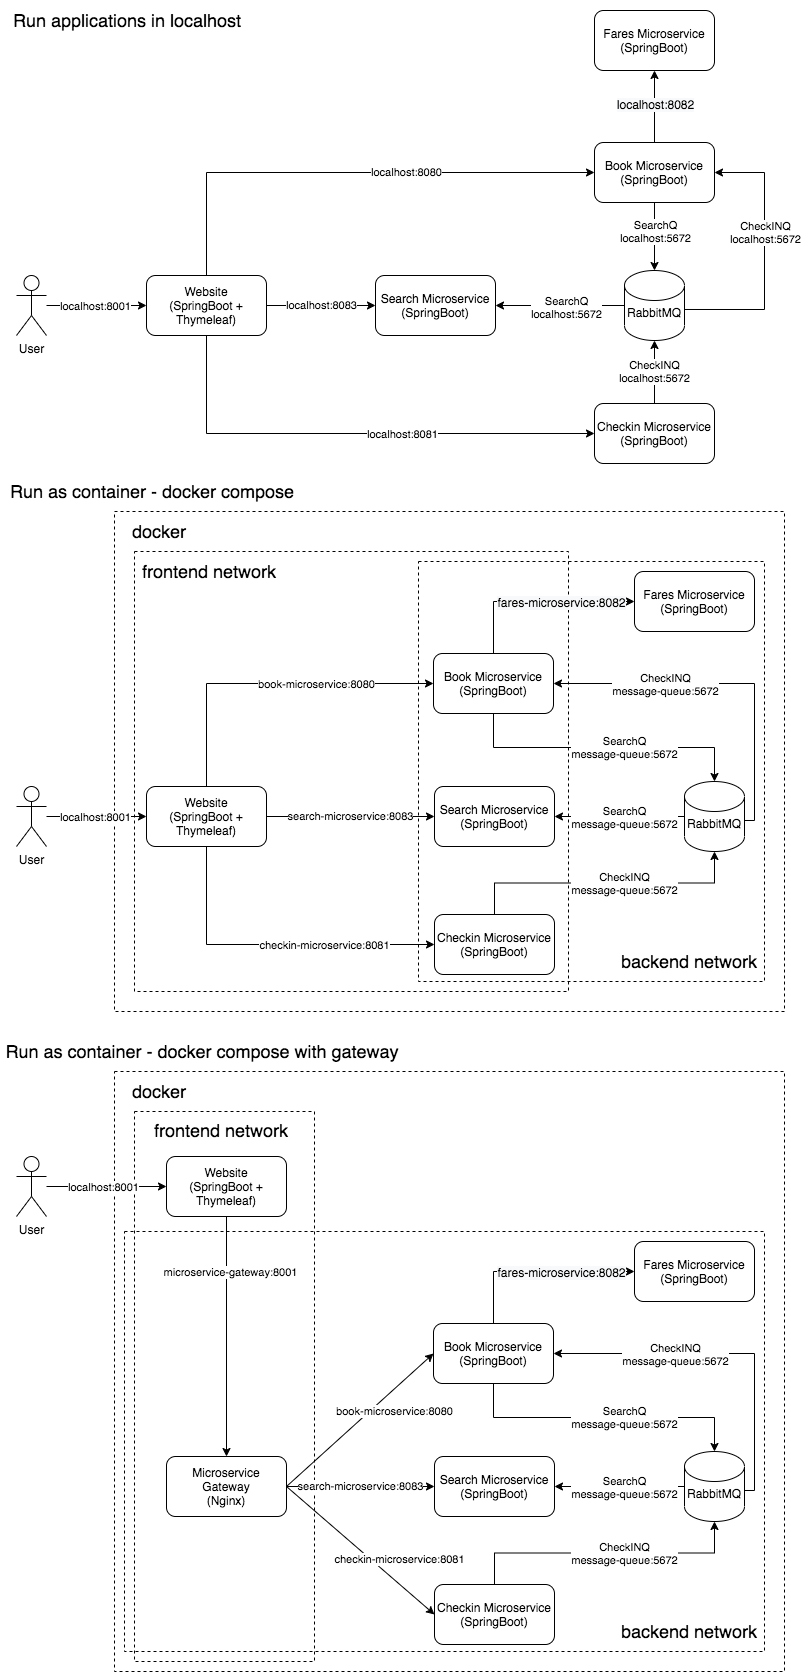 Run applications in localhost
Fares Microservice
(SpringBoot)
localhost:8082
Book Microservice
(SpringBoot)
localhost:8080
SearchQ
localhost:5672
CheckINQ
localhost:5672
User
localhost:8001
Website
(SpringBoot +
Thymeleaf)
localhost:8083
Search Microservice
(SpringBoot)
SearchQ
localhost:5672
RabbitMQ
CheckINQ
localhost:5672
localhost:8081
Checkin Microservice
(SpringBoot)
Run as container - docker compose
docker
frontend network
fares-microservice:8082
Fares Microservice
(SpringBoot)
book-microservice:8080
Book Microservice
(SpringBoot)
CheckINQ
message-queue:5672
SearchQ
message-queue:5672
User
localhost:8001
Website
(SpringBoot +
Thymeleaf)
search-microservice:8083
Search Microservice
(SpringBoot)
SearchQ
message-queue:5672
RabbitMQ
CheckINQ
message-queue:5672
checkin-microservice:8081
Checkin Microservice
(SpringBoot)
backend network
Run as container - docker compose with gateway
docker
frontend network
User
localhost:8001
Website
(SpringBoot +
Thymeleaf)
microservice-gateway:8001
fares-microservice:8082
Fares Microservice
(SpringBoot)
Book Microservice
(SpringBoot)
CheckINQ
message-queue:5672
book-microservice:8080
SearchQ
message-queue:5672
Microservice
Gateway
(Nginx)
search-microservice:8083
Search Microservice
(SpringBoot)
SearchQ
message-queue:5672
RabbitMQ
checkin-microservice:8081
CheckINQ
message-queue:5672
Checkin Microservice
(SpringBoot)
backend network